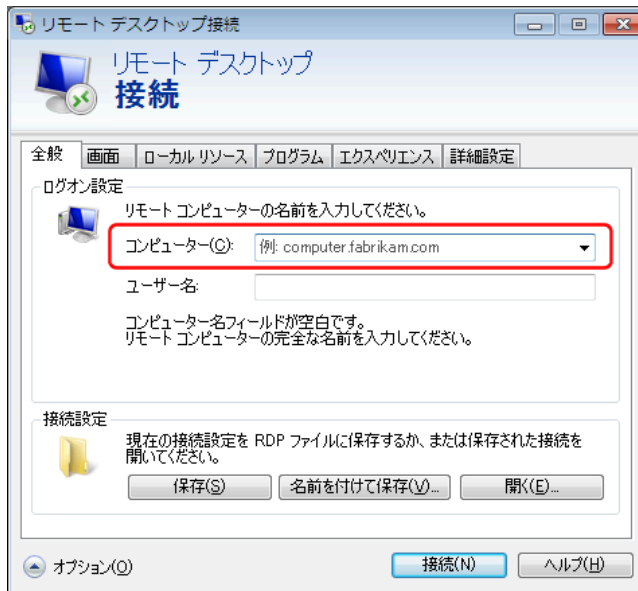 リモート デスクトップ接続
リモート デスクトップ
接続
全般 画面 ローカル リソース プログラム エクスペリエンス 詳細設定
ログオン設定
リモート コンピューターの名前を入力してください。
コンピューター(C): 例: computer.fabrikam.com
ユーザー名:
コンピューター名フィールドが空白です。
リモート コンピューターの完全な名前を入力してください。
接続設定
現在の接続設定を RDP ファイルに保存するか、または保存された接続を
開いてください。
保存(S) 名前を付けて保存(V)... 開く(E)...
オプション(O) 接続(N) ヘルプ(H)